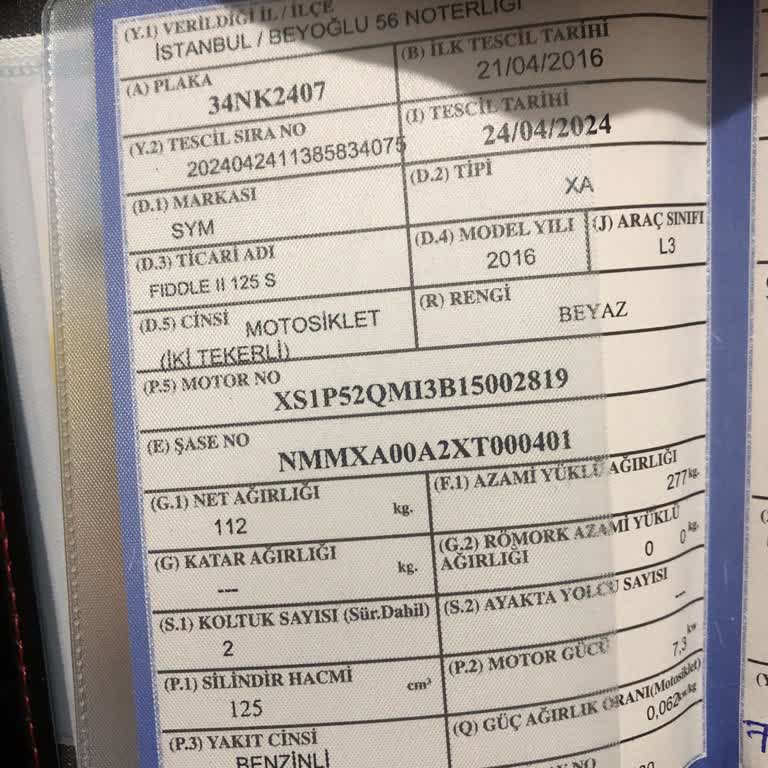 (Y.1) VERİLDİĞİ İL / İLÇE
İSTANBUL / BEYOĞLU 56 NOTERLİĞİ
(A) PLAKA
34NK2407
(B) İLK TESCİL TARİHİ
21/04/2016
(Y.2) TESCİL SIRA NO
2024042411385834075
(I) TESCİL TARİHİ
24/04/2024
(D.1) MARKASI
SYM
(D.2) TİPİ
XA
(D.3) TİCARİ ADI
FIDDLE II 125 S
(D.4) MODEL YILI
2016
(J) ARAÇ SINIFI
L3
(D.5) CİNSİ MOTOSİKLET
(İKİ TEKERLİ)
(R) RENGİ
BEYAZ
(P.5) MOTOR NO
XS1P52QMI3B15002819
(E) ŞASE NO
NMMXA00A2XT000401
(G.1) NET AĞIRLIĞI
112 kg.
(F.1) AZAMİ YÜKLÜ AĞIRLIĞI
277 kg.
(G) KATAR AĞIRLIĞI
--- kg.
(G.2) RÖMORK AZAMİ YÜKLÜ
AĞIRLIĞI 0 0 kg.
(S.1) KOLTUK SAYISI (Sür.Dahil)
2
(S.2) AYAKTA YOLCU SAYISI
---
(P.1) SİLİNDİR HACMİ
125 cm³
(P.2) MOTOR GÜCÜ
7,3 kw
(P.3) YAKIT CİNSİ
BENZİNLİ
(Q) GÜÇ AĞIRLIK ORANI(Motosiklet)
0,062 kw/kg